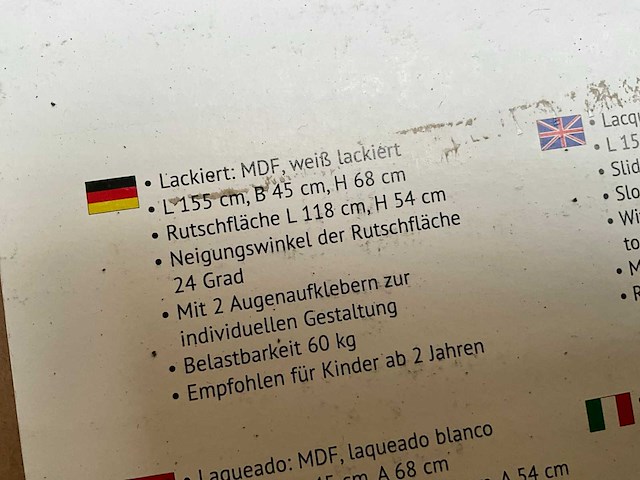 • Lackiert: MDF, weiß lackiert
• L 155 cm, B 45 cm, H 68 cm
• Rutschfläche L 118 cm, H 54 cm
• Neigungswinkel der Rutschfläche
24 Grad
• Mit 2 Augenaufklebern zur
individuellen Gestaltung
• Belastbarkeit 60 kg
• Empfohlen für Kinder ab 2 Jahren
• Lacq
• L 15
• Slid
• Slo
• Wi
to
• M
• R
• Laqueado: MDF, laqueado blanco
45 cm, A 68 cm
A 54 cm